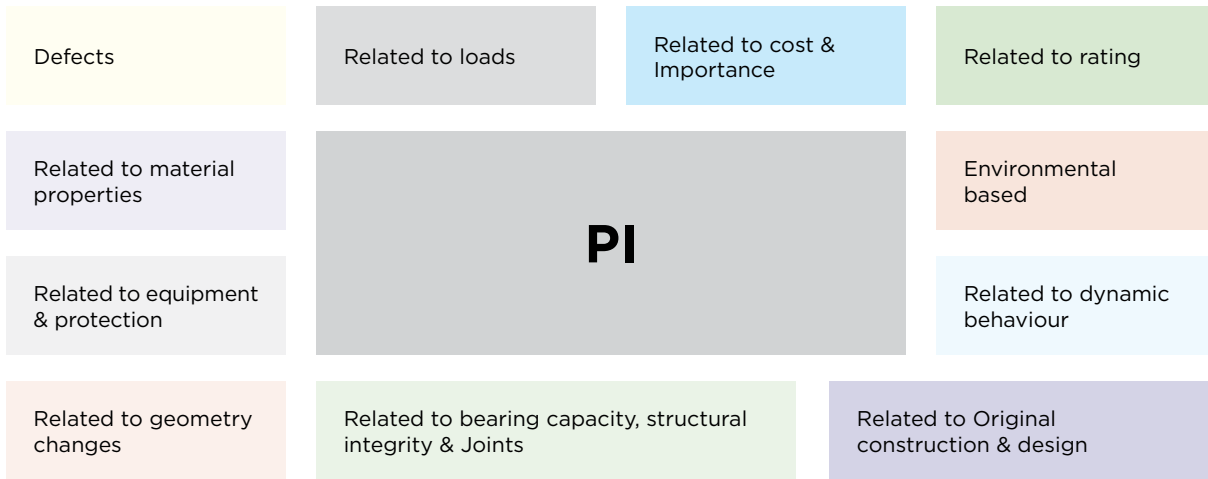 Defects
Related to loads
Related to cost &
Importance
Related to rating
Related to material
properties
PI
Environmental
based
Related to equipment
& protection
Related to dynamic
behaviour
Related to geometry
changes
Related to bearing capacity, structural
integrity & Joints
Related to Original
construction & design